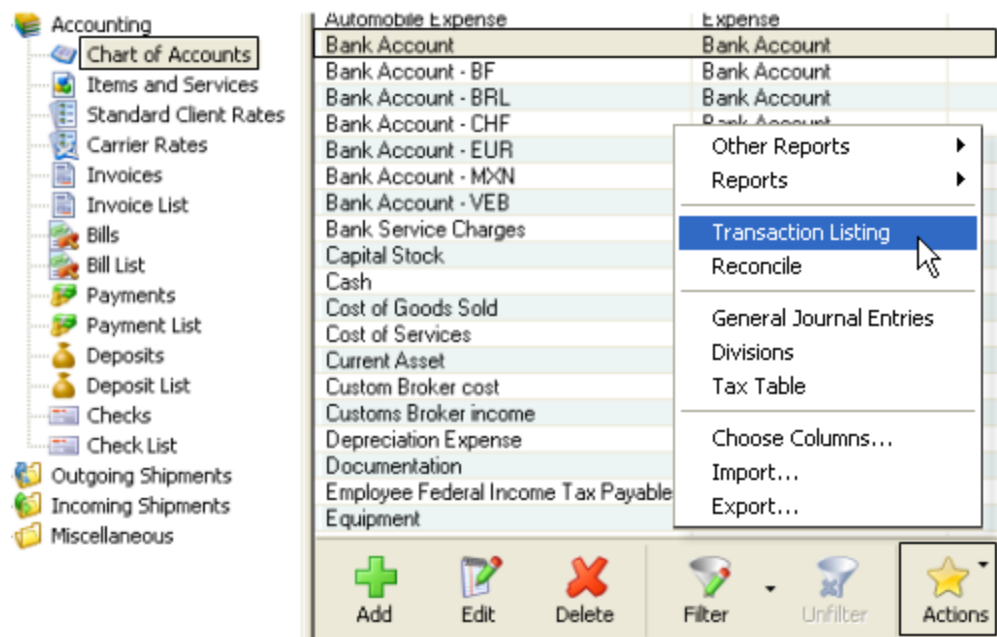 Accounting
Chart of Accounts
Items and Services
Standard Client Rates
Carrier Rates
Invoices
Invoice List
Bills
Bill List
Payments
Payment List
Deposits
Deposit List
Checks
Check List
Outgoing Shipments
Incoming Shipments
Miscellaneous
Automobile Expense Expense
Bank Account Bank Account
Bank Account - BF Bank Account
Bank Account - BRL Bank Account
Bank Account - CHF Bank Account
Bank Account - EUR
Bank Account - MXN
Bank Account - VEB
Bank Service Charges
Capital Stock
Cash
Cost of Goods Sold
Cost of Services
Current Asset
Custom Broker cost
Customs Broker income
Depreciation Expense
Documentation
Employee Federal Income Tax Payable
Equipment
Other Reports
Reports
Transaction Listing
Reconcile
General Journal Entries
Divisions
Tax Table
Choose Columns...
Import...
Export...
Add Edit Delete Filter Unfilter Actions